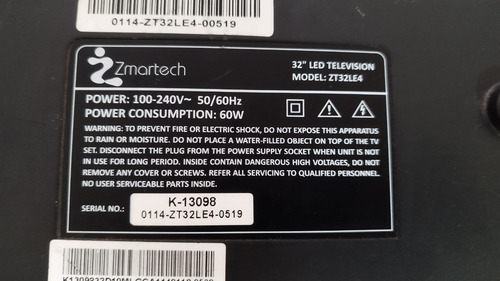 0114-ZT32LE4-00519
Zmartech
32" LED TELEVISION
MODEL: ZT32LE4
POWER: 100-240V~ 50/60Hz
POWER CONSUMPTION: 60W
WARNING: TO PREVENT FIRE OR ELECTRIC SHOCK, DO NOT EXPOSE THIS APPARATUS
TO RAIN OR MOISTURE. DO NOT PLACE A WATER-FILLED OBJECT ON TOP OF THE TV
SET. DISCONNECT THE PLUG FROM THE POWER SUPPLY SOCKET WHEN UNIT IS NOT
IN USE FOR LONG PERIOD. INSIDE CONTAIN DANGEROUS HIGH VOLTAGES, DO NOT
REMOVE ANY COVER OR SCREWS. REFER ALL SERVICING TO QUALIFIED PERSONNEL.
NO USER SERVICEABLE PARTS INSIDE.
SERIAL NO.:
K-13098
0114-ZT32LE4-0519